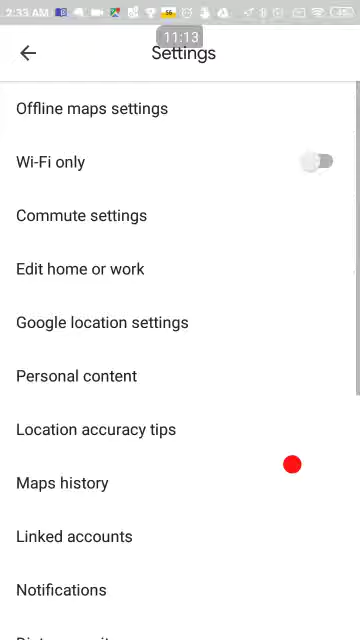 2:33 AM
11:13
Settings
Offline maps settings
Wi-Fi only
Commute settings
Edit home or work
Google location settings
Personal content
Location accuracy tips
Maps history
Linked accounts
Notifications